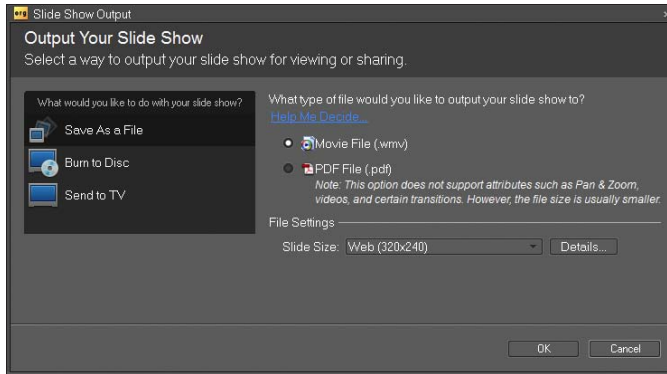 org Slide Show Output
Output Your Slide Show
Select a way to output your slide show for viewing or sharing.
What would you like to do with your slide show?
Save As a File
Burn to Disc
Send to TV
What type of file would you like to output your slide show to?
Help Me Decide...
Movie File (.wmv)
PDF File (.pdf)
Note: This option does not support attributes such as Pan & Zoom,
videos, and certain transitions. However, the file size is usually smaller.
File Settings
Slide Size: Web (320x240) Details...
OK Cancel